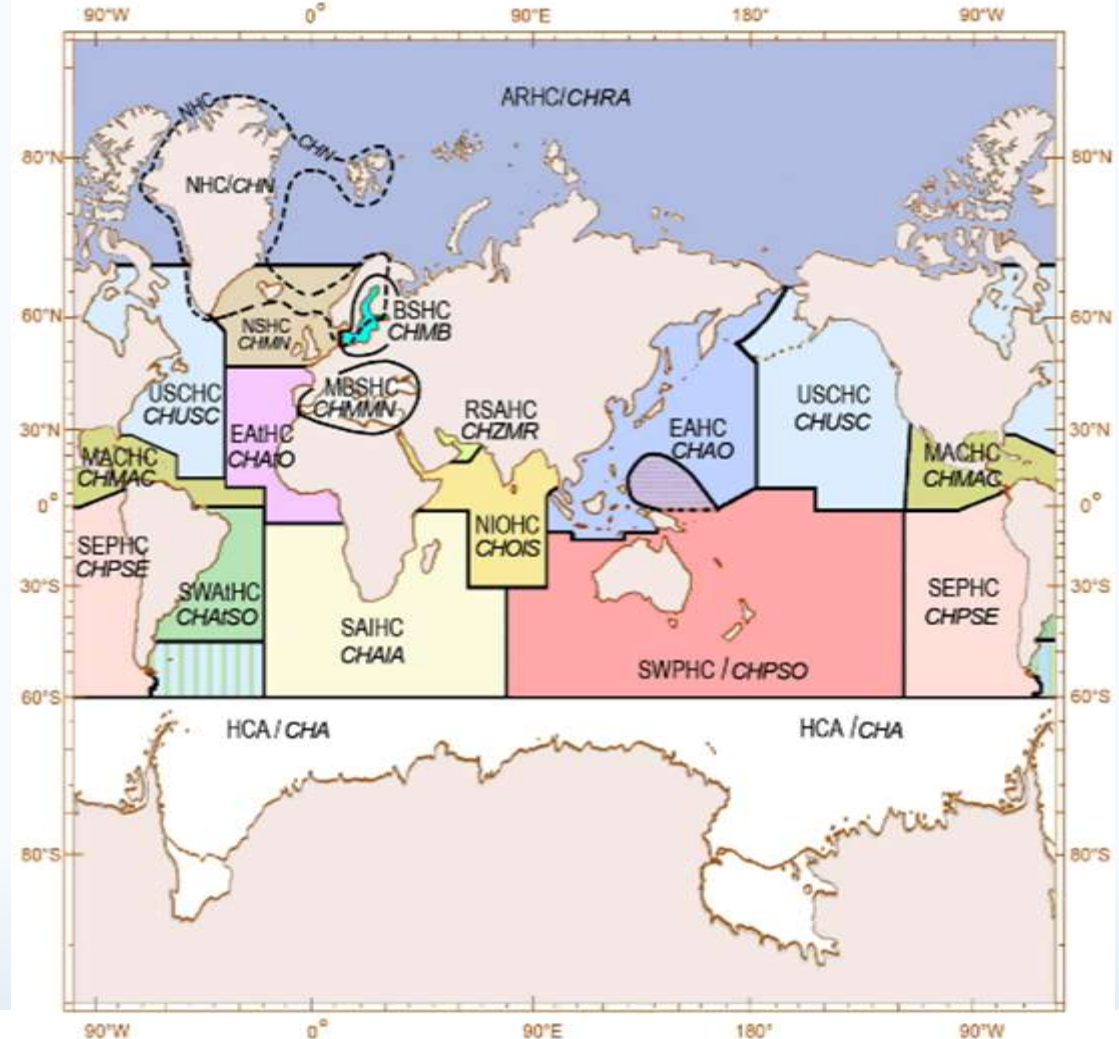 90°W 0° 90°E 180° 90°W
ARHC/CHRA
NHC
CHN
80°N 80°N
NHC/CHN
60°N 60°N
BSHC
CHMB
NSHC
CHMN
MBSHC
CHMMN
USCHC
CHUSC
USCHC
CHUSC
RSAHC
CHZMR
EAHC
CHAO
EAtHC
CHAtO
30°N 30°N
MACHC
CHMAC
MACHC
CHMAC
0° 0°
NIOHC
CHOIS
SEPHC
CHPSE
SWAtHC
CHAtSO
SEPHC
CHPSE
30°S 30°S
SAIHC
CHAIA
SWPHC / CHPSO
60°S 60°S
HCA / CHA HCA / CHA
80°S 80°S
90°W 0° 90°E 180° 90°W